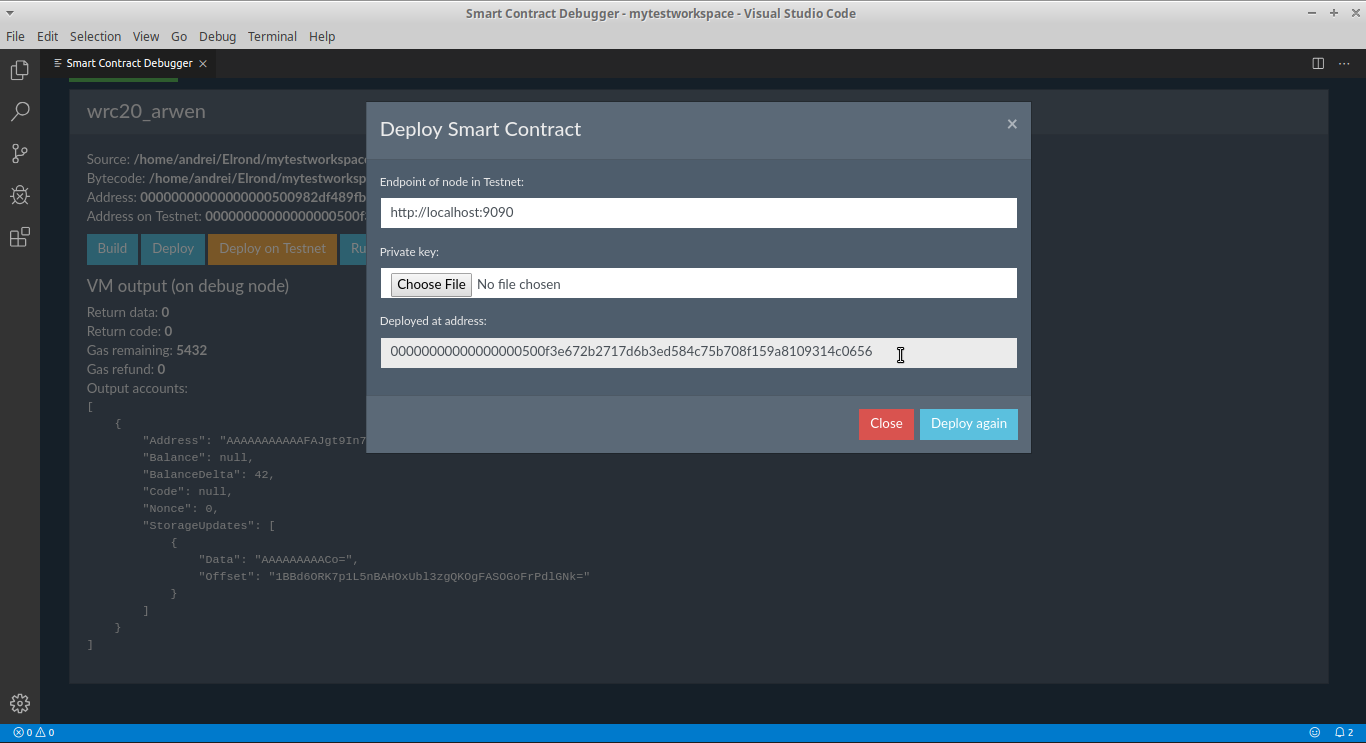 Smart Contract Debugger - mytestworkspace - Visual Studio Code
File Edit Selection View Go Debug Terminal Help
Smart Contract Debugger
wrc20_arwen
Source: /home/andrei/Elrond/mytestworkspace
Bytecode: /home/andrei/Elrond/mytestworksp
Address: 00000000000000000500982df489fb
Address on Testnet: 00000000000000000500f
Build Deploy Deploy on Testnet Ru
VM output (on debug node)
Return data: 0
Return code: 0
Gas remaining: 5432
Gas refund: 0
Output accounts:
[
{
"Address": "AAAAAAAAAAAFAJgt9In7
"Balance": null,
"BalanceDelta": 42,
"Code": null,
"Nonce": 0,
"StorageUpdates": [
{
"Data": "AAAAAAAAACo=",
"Offset": "1BBd6ORK7p1L5nBAHOxUbl3zgQKOgFASOGoFrPdlGNk="
}
]
}
]
Deploy Smart Contract
×
Endpoint of node in Testnet:
http://localhost:9090
Private key:
Choose File No file chosen
Deployed at address:
00000000000000000500f3e672b2717d6b3ed584c75b708f159a8109314c0656
Close Deploy again
0 0 2